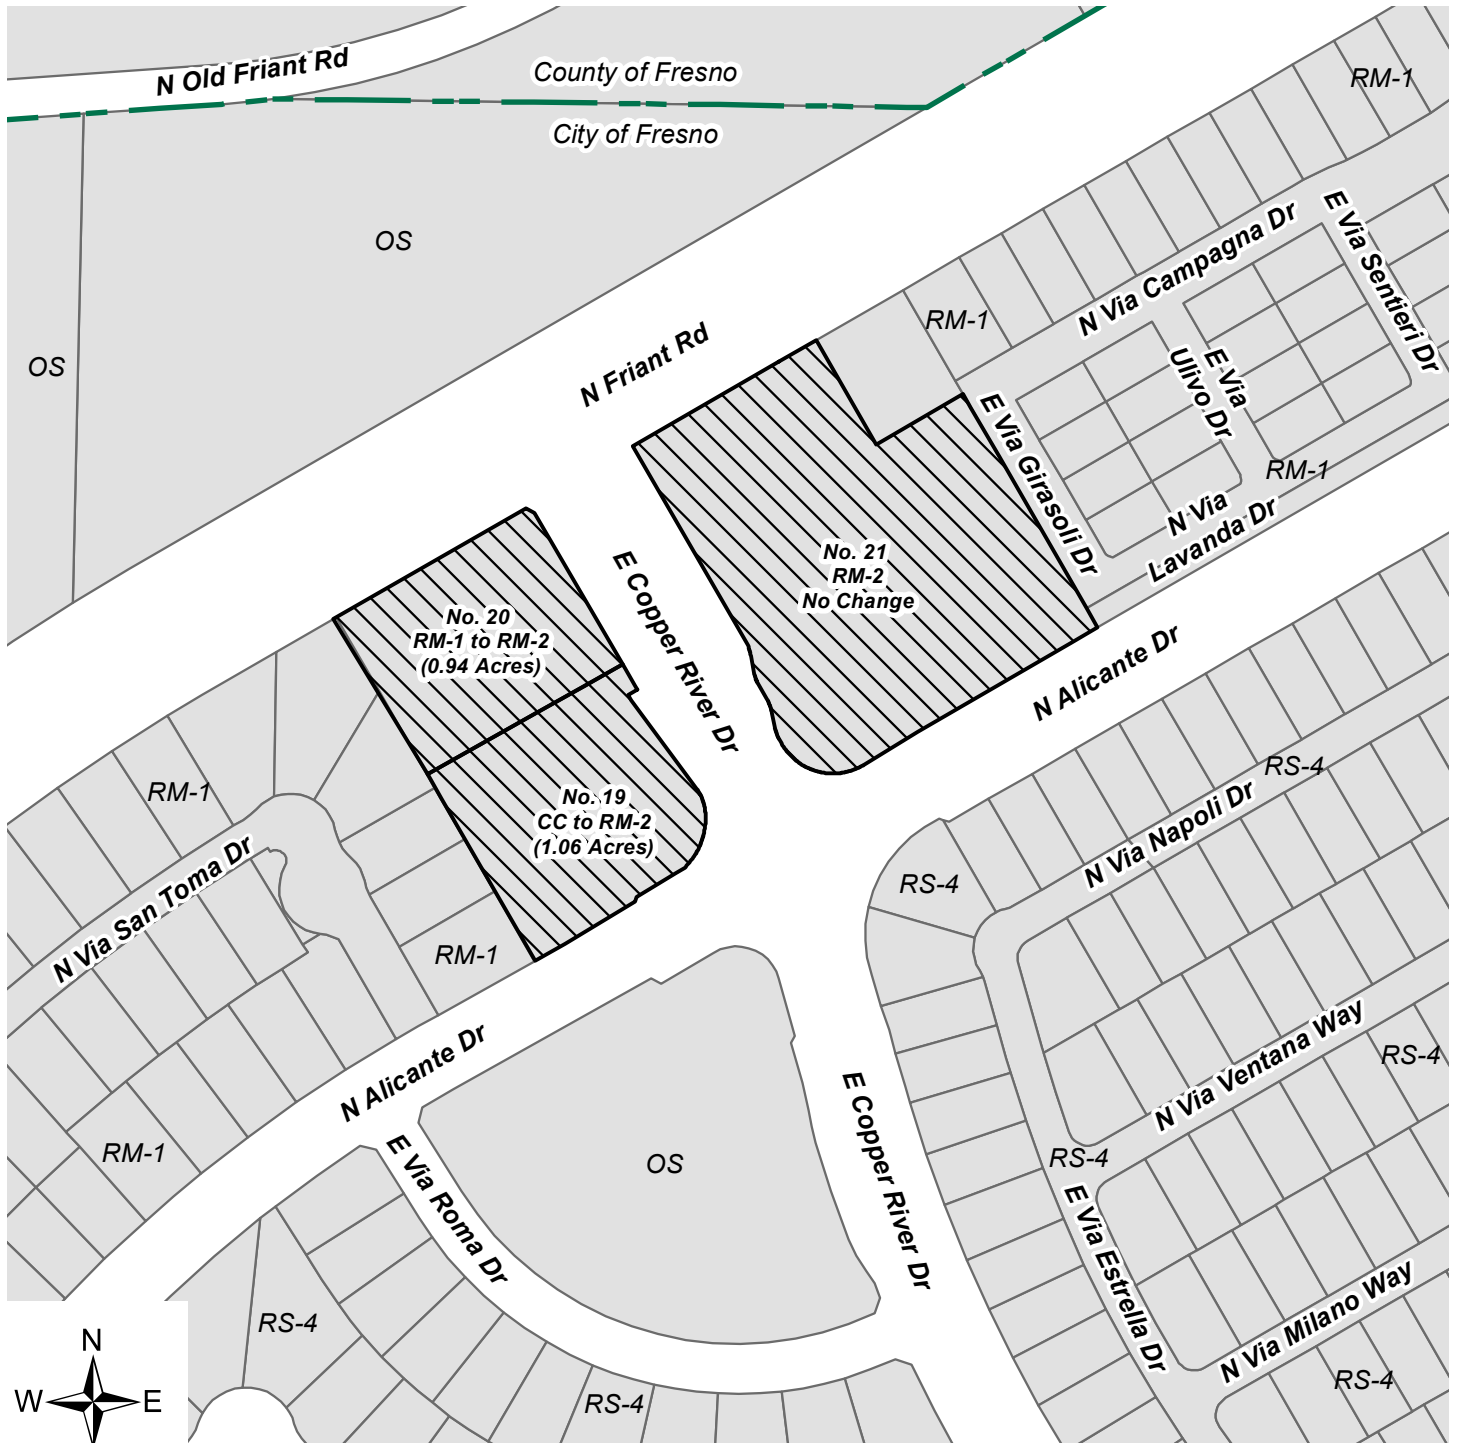 N Old Friant Rd
County of Fresno
City of Fresno
RM-1
OS
OS
E Via Sentieri Dr
N Via Campagna Dr
RM-1
N Friant Rd
E Via
Ulivo Dr
E Via Girasoli Dr
RM-1
N Via
Lavanda Dr
No. 21
RM-2
No Change
E Copper River Dr
No. 20
RM-1 to RM-2
(0.94 Acres)
N Alicante Dr
RM-1
No. 19
CC to RM-2
(1.06 Acres)
RS-4
N Via Napoli Dr
RS-4
N Via San Toma Dr
RM-1
N Via Ventana Way
RS-4
N Alicante Dr
RM-1
E Via Roma Dr
OS
E Copper River Dr
RS-4
E Via Estrella Dr
RS-4
N Via Milano Way
RS-4
RS-4
N
W
E